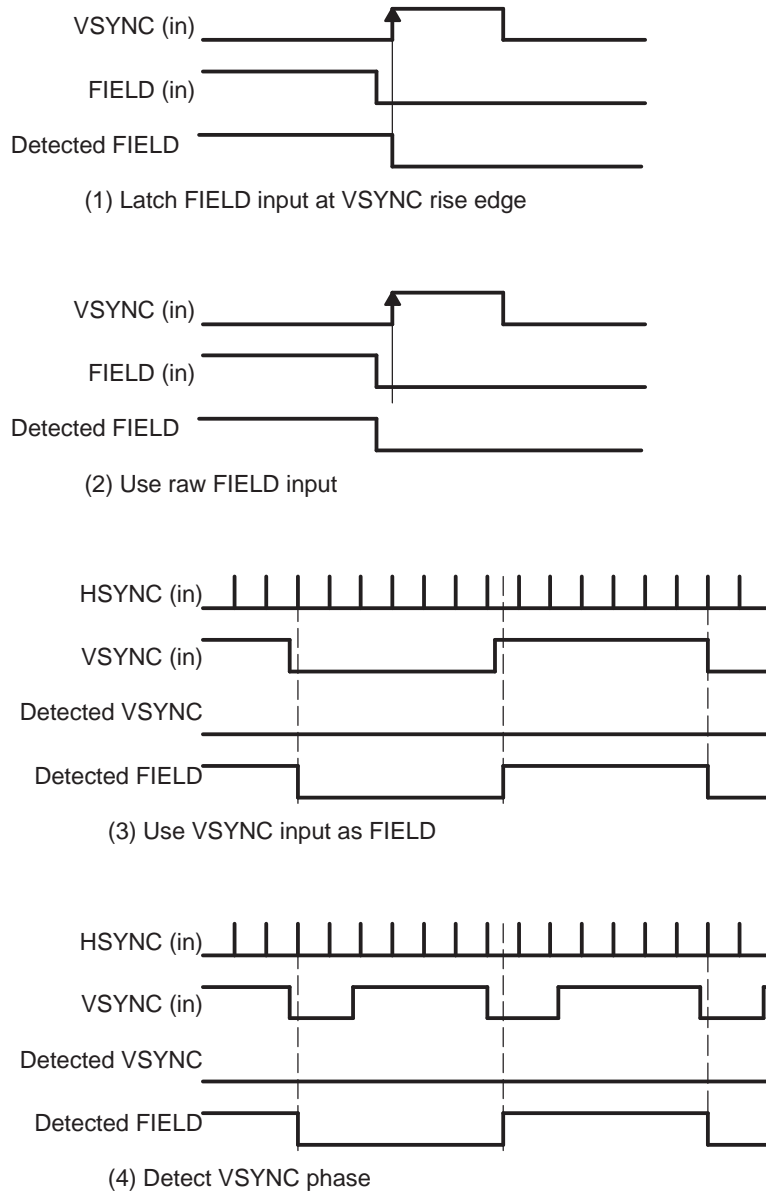 VSYNC (in)
FIELD (in)
Detected FIELD
(1) Latch FIELD input at VSYNC rise edge
VSYNC (in)
FIELD (in)
Detected FIELD
(2) Use raw FIELD input
HSYNC (in)
VSYNC (in)
Detected VSYNC
Detected FIELD
(3) Use VSYNC input as FIELD
HSYNC (in)
VSYNC (in)
Detected VSYNC
Detected FIELD
(4) Detect VSYNC phase